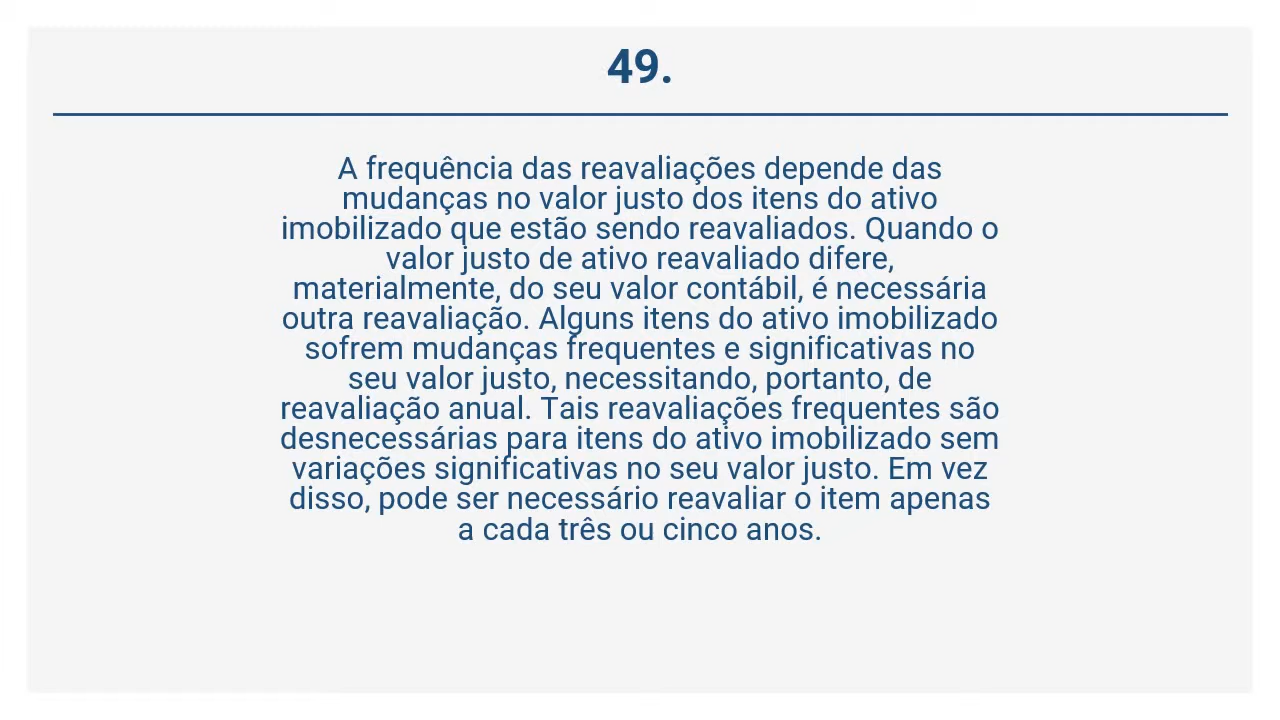 49.
A frequência das reavaliações depende das
mudanças no valor justo dos itens do ativo
imobilizado que estão sendo reavaliados. Quando o
valor justo de ativo reavaliado difere,
materialmente, do seu valor contábil, é necessária
outra reavaliação. Alguns itens do ativo imobilizado
sofrem mudanças frequentes e significativas no
seu valor justo, necessitando, portanto, de
reavaliação anual. Tais reavaliações frequentes são
desnecessárias para itens do ativo imobilizado sem
variações significativas no seu valor justo. Em vez
disso, pode ser necessário reavaliar o item apenas
a cada três ou cinco anos.